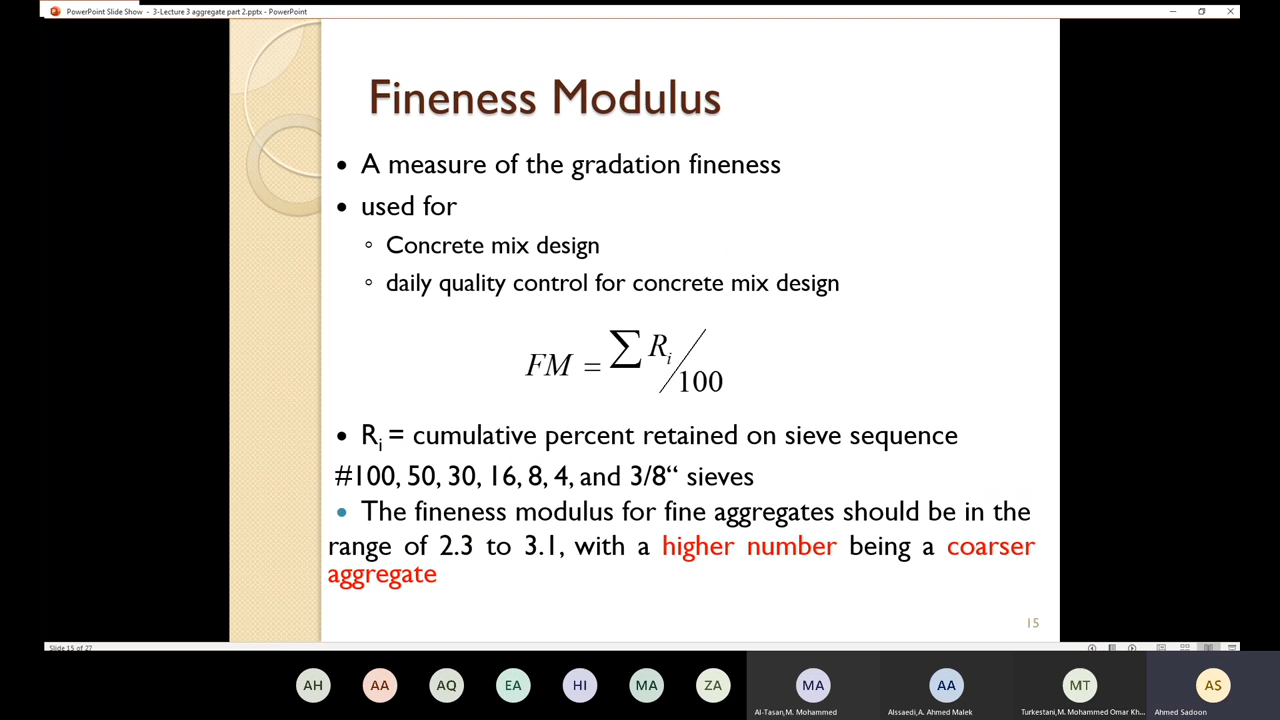 PowerPoint Slide Show - 3-Lecture 3 aggregate part 2.pptx - PowerPoint
Fineness Modulus
• A measure of the gradation fineness
• used for
◦ Concrete mix design
◦ daily quality control for concrete mix design
FM = ∑ Ri/100
• Ri = cumulative percent retained on sieve sequence
#100, 50, 30, 16, 8, 4, and 3/8“ sieves
• The fineness modulus for fine aggregates should be in the
range of 2.3 to 3.1, with a higher number being a coarser
aggregate
15
Slide 15 of 27
AH AA AQ EA HI MA ZA MA AA MT AS
Al-Tasan,M. Mohammed Alssaedi,A. Ahmed Malek Turkestani,M. Mohammed Omar Kh... Ahmed Sadoon